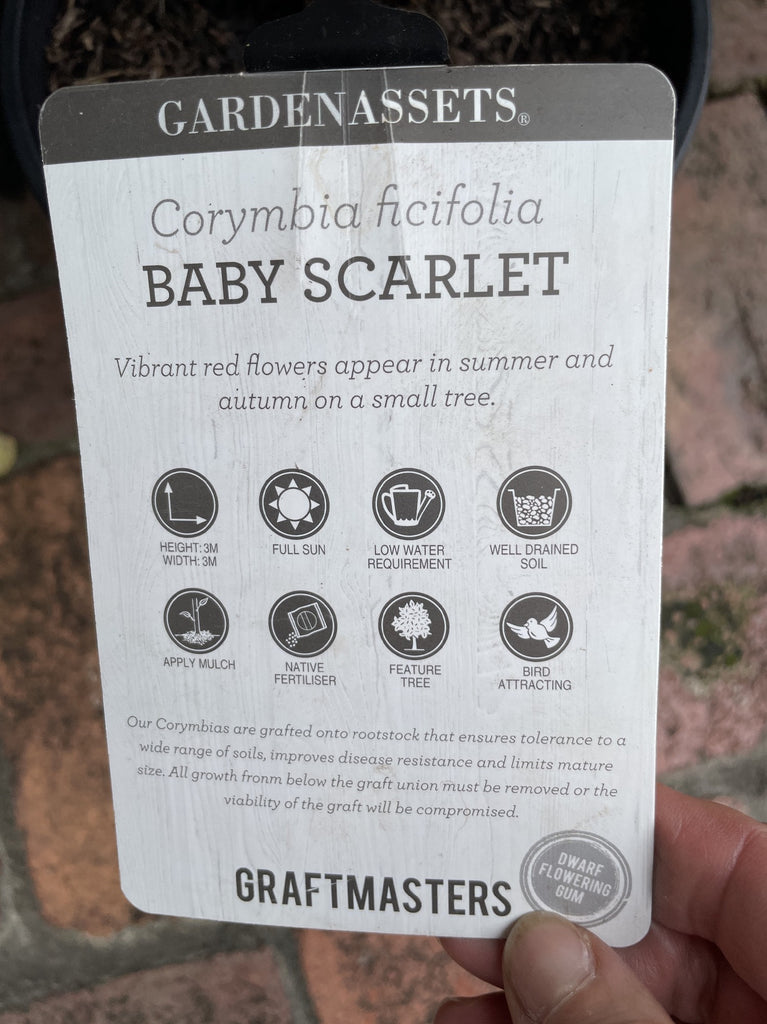 GARDENASSETS®
Corymbia ficifolia
BABY SCARLET
Vibrant red flowers appear in summer and
autumn on a small tree.
HEIGHT: 3M
WIDTH: 3M
FULL SUN
LOW WATER
REQUIREMENT
WELL DRAINED
SOIL
APPLY MULCH
NATIVE
FERTILISER
FEATURE
TREE
BIRD
ATTRACTING
Our Corymbias are grafted onto rootstock that ensures tolerance to a
wide range of soils, improves disease resistance and limits mature
size. All growth fronm below the graft union must be removed or the
viability of the graft will be compromised.
GRAFTMASTERS
DWARF
FLOWERING
GUM